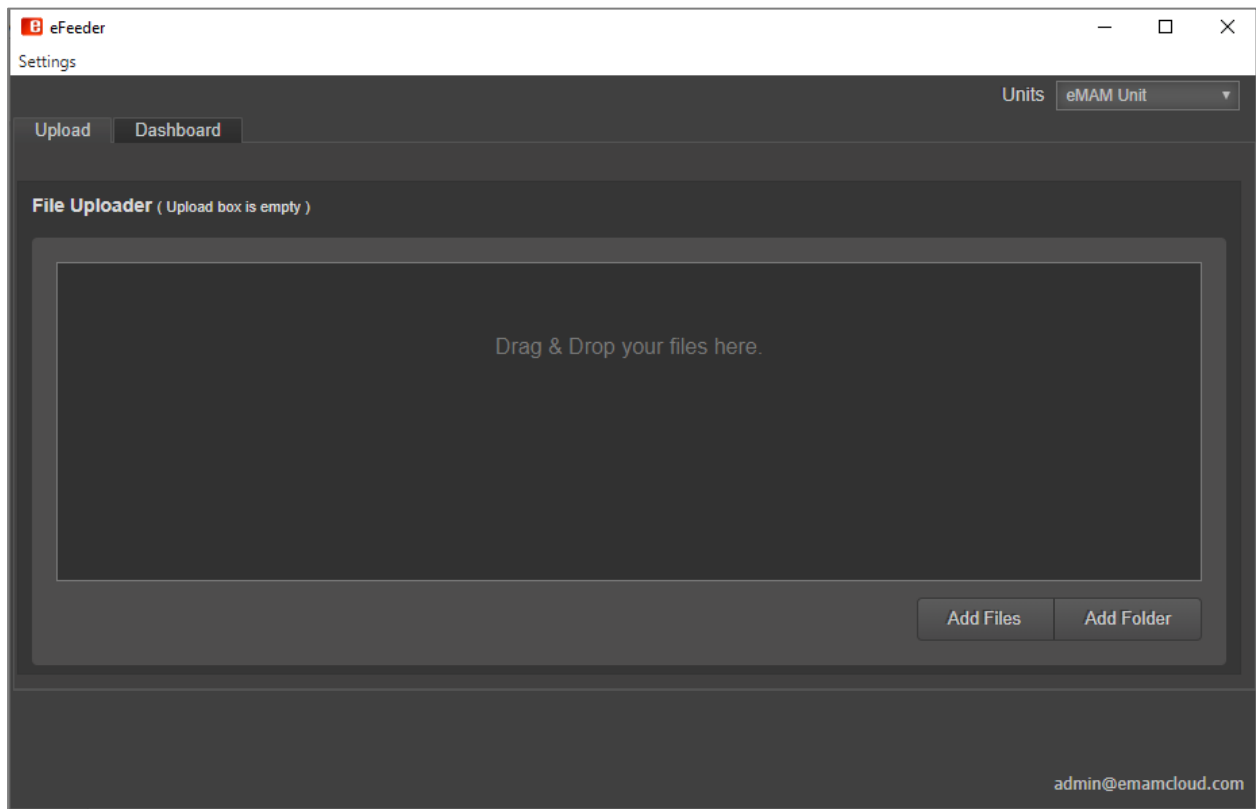 eFeeder
Settings
Units eMAM Unit
Upload Dashboard
File Uploader ( Upload box is empty )
Drag & Drop your files here.
Add Files Add Folder
admin@emamcloud.com